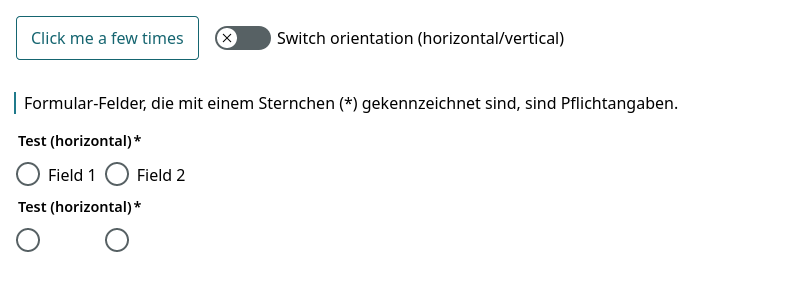 Click me a few times
Switch orientation (horizontal/vertical)
Formular-Felder, die mit einem Sternchen (*) gekennzeichnet sind, sind Pflichtangaben.
Test (horizontal)*
Field 1 Field 2
Test (horizontal)*